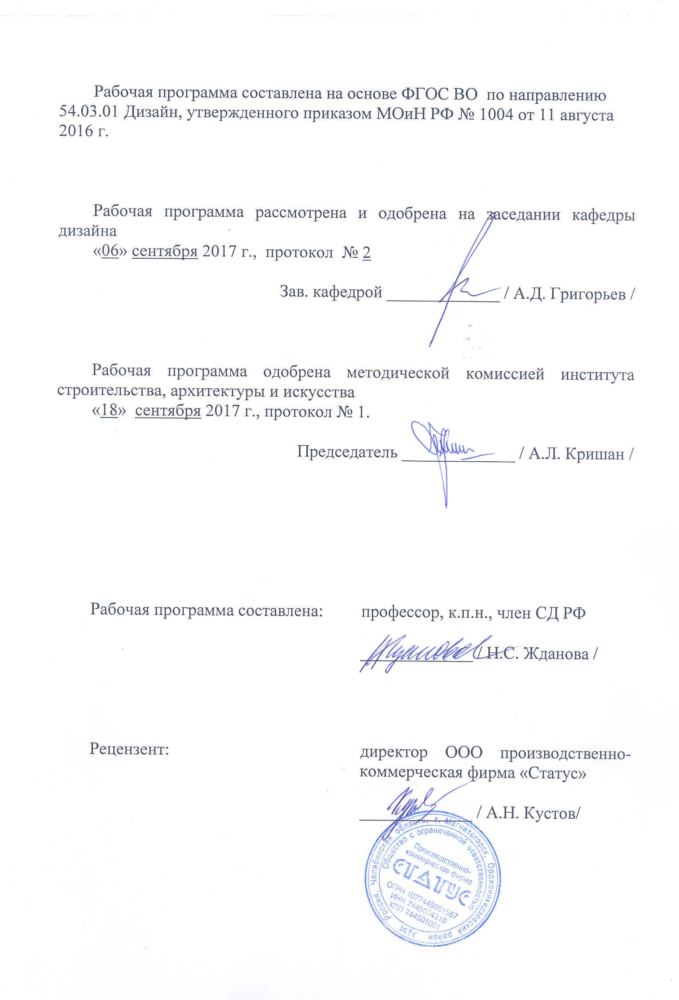 Рабочая программа составлена на основе ФГОС ВО по направлению
54.03.01 Дизайн, утвержденного приказом МОиН РФ № 1004 от 11 августа
2016 г.
Рабочая программа рассмотрена и одобрена на заседании кафедры
дизайна
«06» сентября 2017 г., протокол № 2
Зав. кафедрой _____________ / А.Д. Григорьев /
Рабочая программа одобрена методической комиссией института
строительства, архитектуры и искусства
«18» сентября 2017 г., протокол № 1.
Председатель _____________ / А.Л. Кришан /
Рабочая программа составлена: профессор, к.п.н., член СД РФ
_____________ / Н.С. Жданова /
Рецензент: директор ООО производственно-
коммерческая фирма «Статус»
_____________ / А.Н. Кустов/
Россия, Челябинская область, г. Магнитогорск, Орджоникидзевский район
Общество с ограниченной ответственностью
Производственно-
коммерческая фирма
СТАТУС
ОГРН 1077445001567
ИНН 7445034310
КПП 744501001